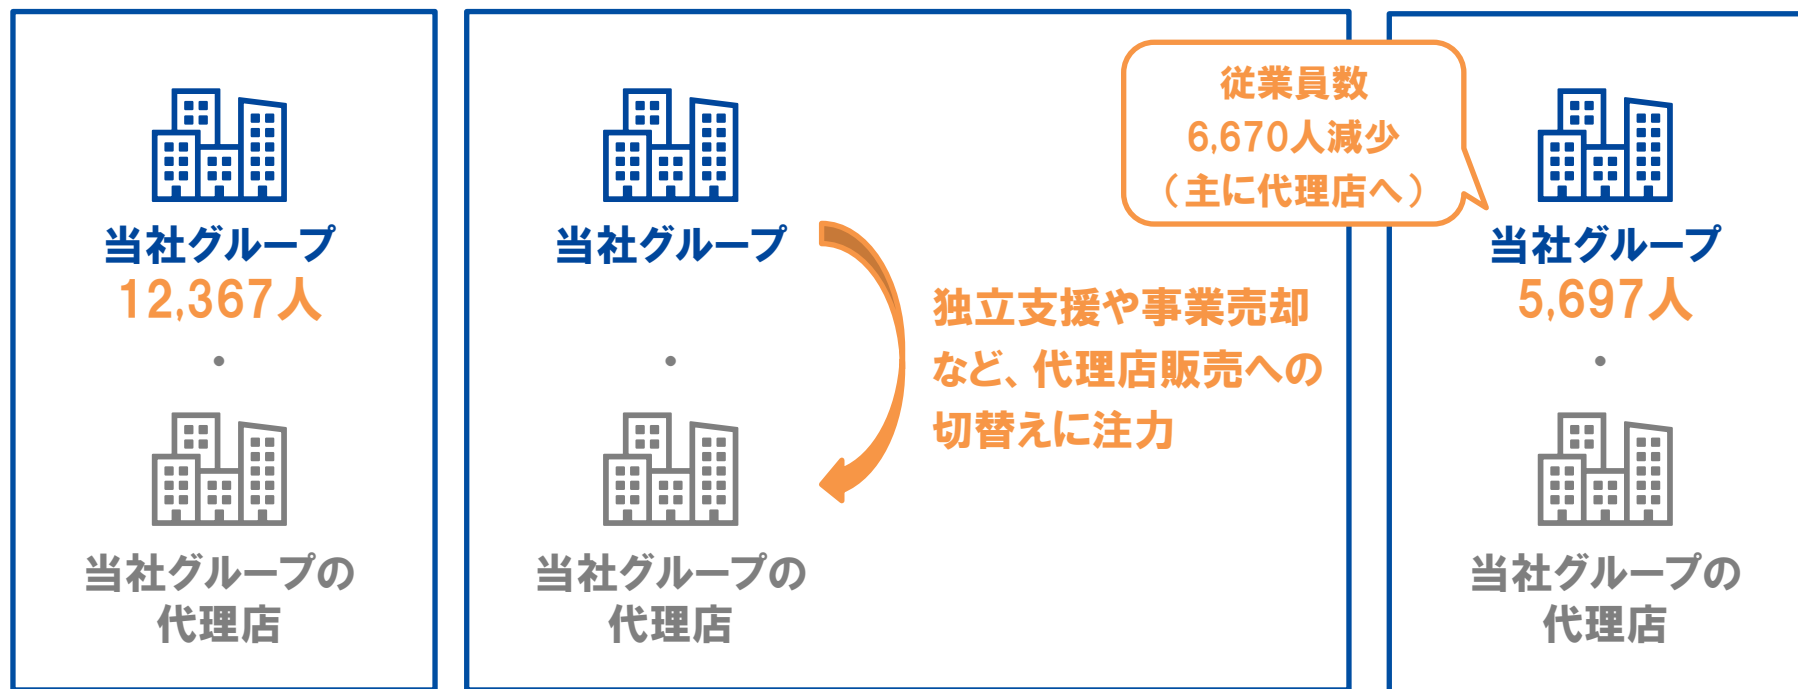 当社グループ
12,367人
・
当社グループの
代理店
当社グループ
・
当社グループの
代理店
独立支援や事業売却
など、代理店販売への
切替えに注力
従業員数
6,670人減少
（主に代理店へ）
当社グループ
5,697人
・
当社グループの
代理店